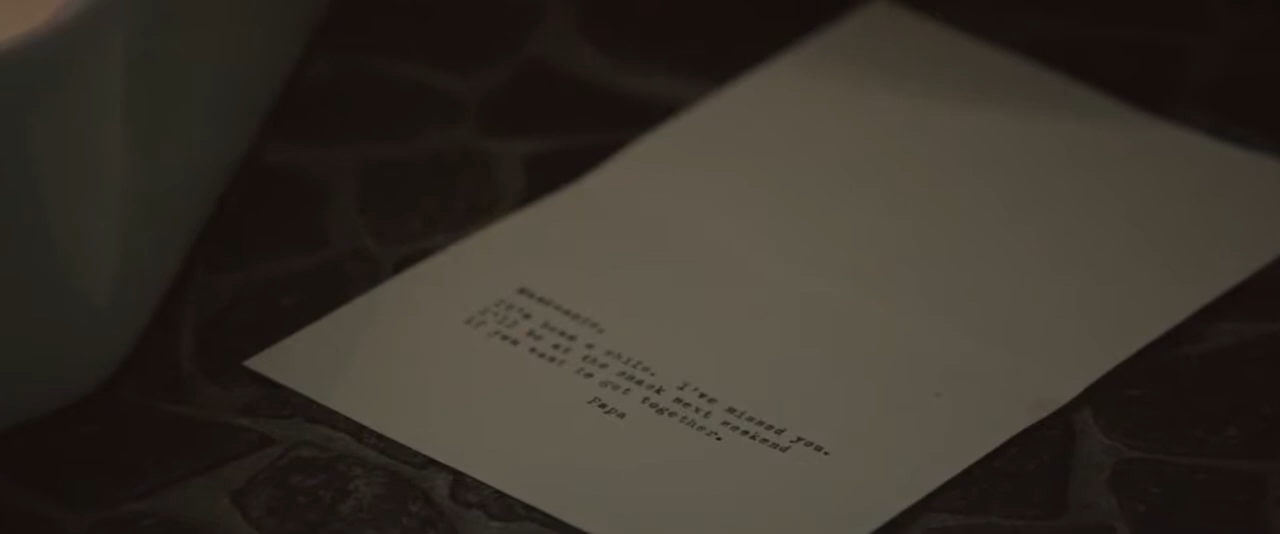 Mackenzie,
It's been a while. I've missed you.
I'll be at the shack next weekend
if you want to get together.
Papa